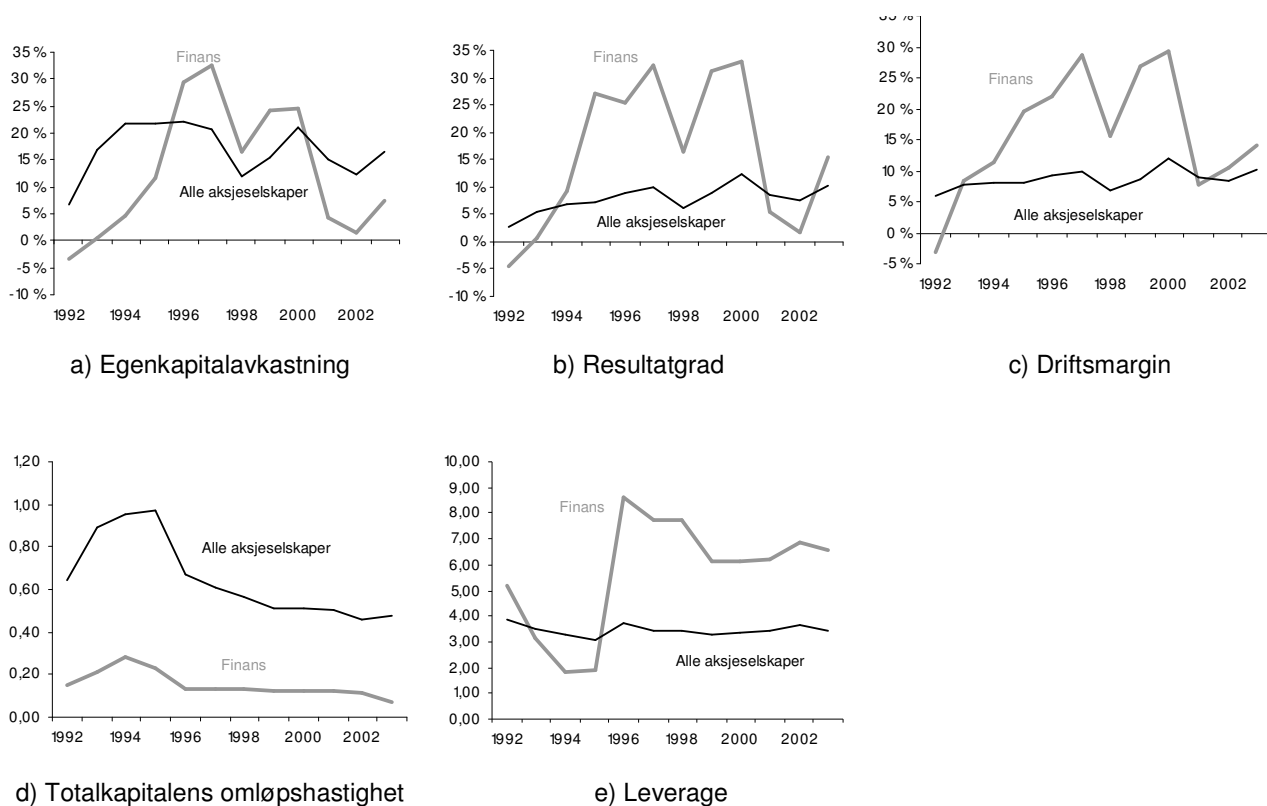 35 %
30 %
25 %
20 %
15 %
10 %
5 %
0 %
-5 %
-10 %
Finans
Alle aksjeselskaper
1992 1994 1996 1998 2000 2002
a) Egenkapitalavkastning
35 %
30 %
25 %
20 %
15 %
10 %
5 %
0 %
-5 %
-10 %
Finans
Alle aksjeselskaper
1992 1994 1996 1998 2000 2002
b) Resultatgrad
35 %
30 %
25 %
20 %
15 %
10 %
5 %
0 %
-5 %
Finans
Alle aksjeselskaper
1992 1994 1996 1998 2000 2002
c) Driftsmargin
1,20
1,00
0,80
0,60
0,40
0,20
0,00
Alle aksjeselskaper
Finans
1992 1994 1996 1998 2000 2002
d) Totalkapitalens omløpshastighet
10,00
9,00
8,00
7,00
6,00
5,00
4,00
3,00
2,00
1,00
0,00
Finans
Alle aksjeselskaper
1992 1994 1996 1998 2000 2002
e) Leverage